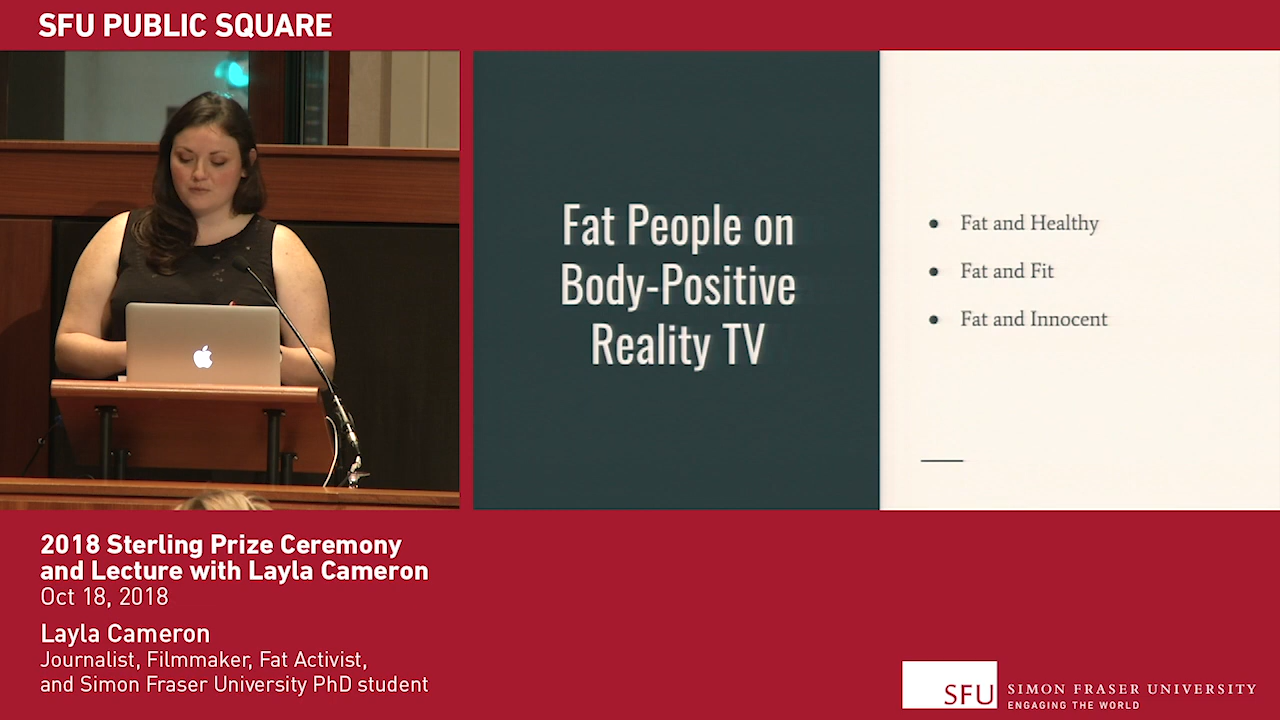 SFU PUBLIC SQUARE
Fat People on
Body-Positive
Reality TV
● Fat and Healthy
● Fat and Fit
● Fat and Innocent
2018 Sterling Prize Ceremony
and Lecture with Layla Cameron
Oct 18, 2018
Layla Cameron
Journalist, Filmmaker, Fat Activist,
and Simon Fraser University PhD student
SFU
SIMON FRASER UNIVERSITY
ENGAGING THE WORLD